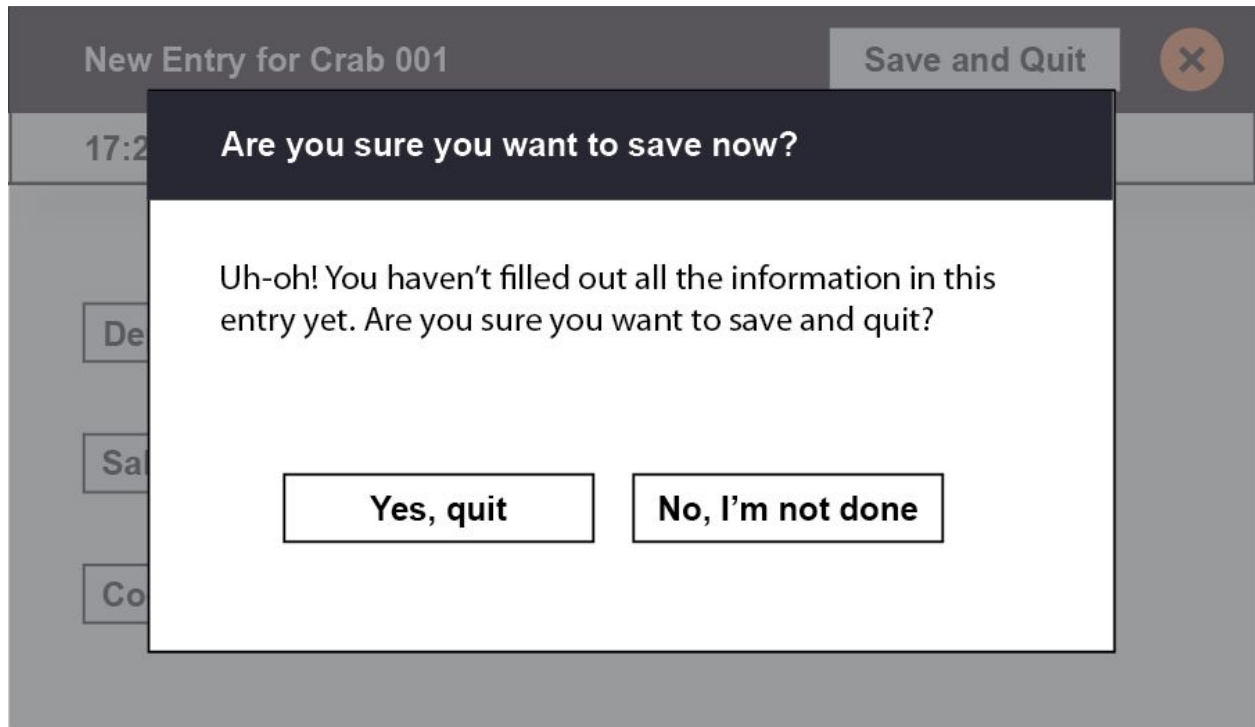 New Entry for Crab 001
Save and Quit
17:2
Are you sure you want to save now?
Uh-oh! You haven’t filled out all the information in this
entry yet. Are you sure you want to save and quit?
De
Sal
Yes, quit
No, I’m not done
Co